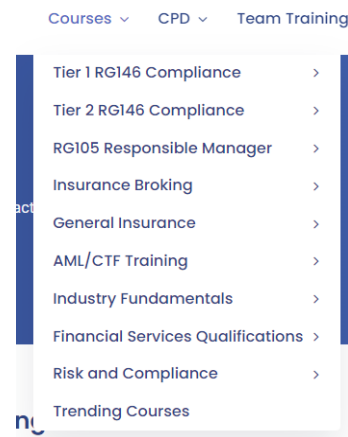 Courses CPD Team Training
Tier 1 RG146 Compliance
Tier 2 RG146 Compliance
RG105 Responsible Manager
Insurance Broking
act
General Insurance
AML/CTF Training
Industry Fundamentals
Financial Services Qualifications
Risk and Compliance
Trending Courses